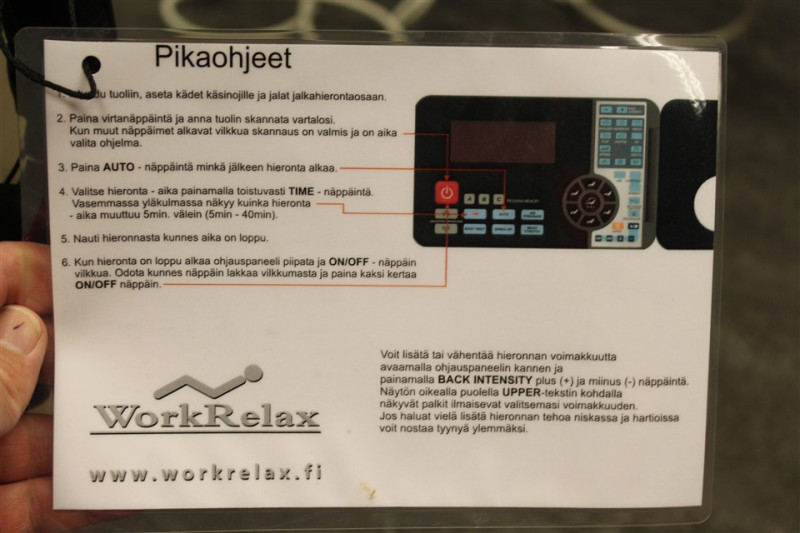 Pikaohjeet
tuoliin, aseta kädet käsinojille ja jalat jalkahierontaosaan.
2. Paina virtanäppäintä ja anna tuolin skannata vartalosi.
Kun muut näppäimet alkavat vilkkua skannaus on valmis ja on aika
valita ohjelma.
3. Paina AUTO - näppäintä minkä jälkeen hieronta alkaa.
4. Valitse hieronta - aika painamalla toistuvasti TIME - näppäintä.
Vasemmassa yläkulmassa näkyy kuinka hieronta
- aika muuttuu 5min. välein (5min - 40min).
5. Nauti hieronnasta kunnes aika on loppu.
6. Kun hieronta on loppu alkaa ohjauspaneeli piipata ja ON/OFF - näppäin
vilkkua. Odota kunnes näppäin lakkaa vilkkumasta ja paina kaksi kertaa
ON/OFF näppäin.
A B C
AUTO
Voit lisätä tai vähentää hieronnan voimakkuutta
avaamalla ohjauspaneelin kannen ja
painamalla BACK INTENSITY plus (+) ja miinus (-) näppäintä.
Näytön oikealla puolella UPPER-tekstin kohdalla
näkyvät palkit ilmaisevat valitsemasi voimakkuuden.
Jos haluat vielä lisätä hieronnan tehoa niskassa ja hartioissa
voit nostaa tyynyä ylemmäksi.
WorkRelax
www.workrelax.fi